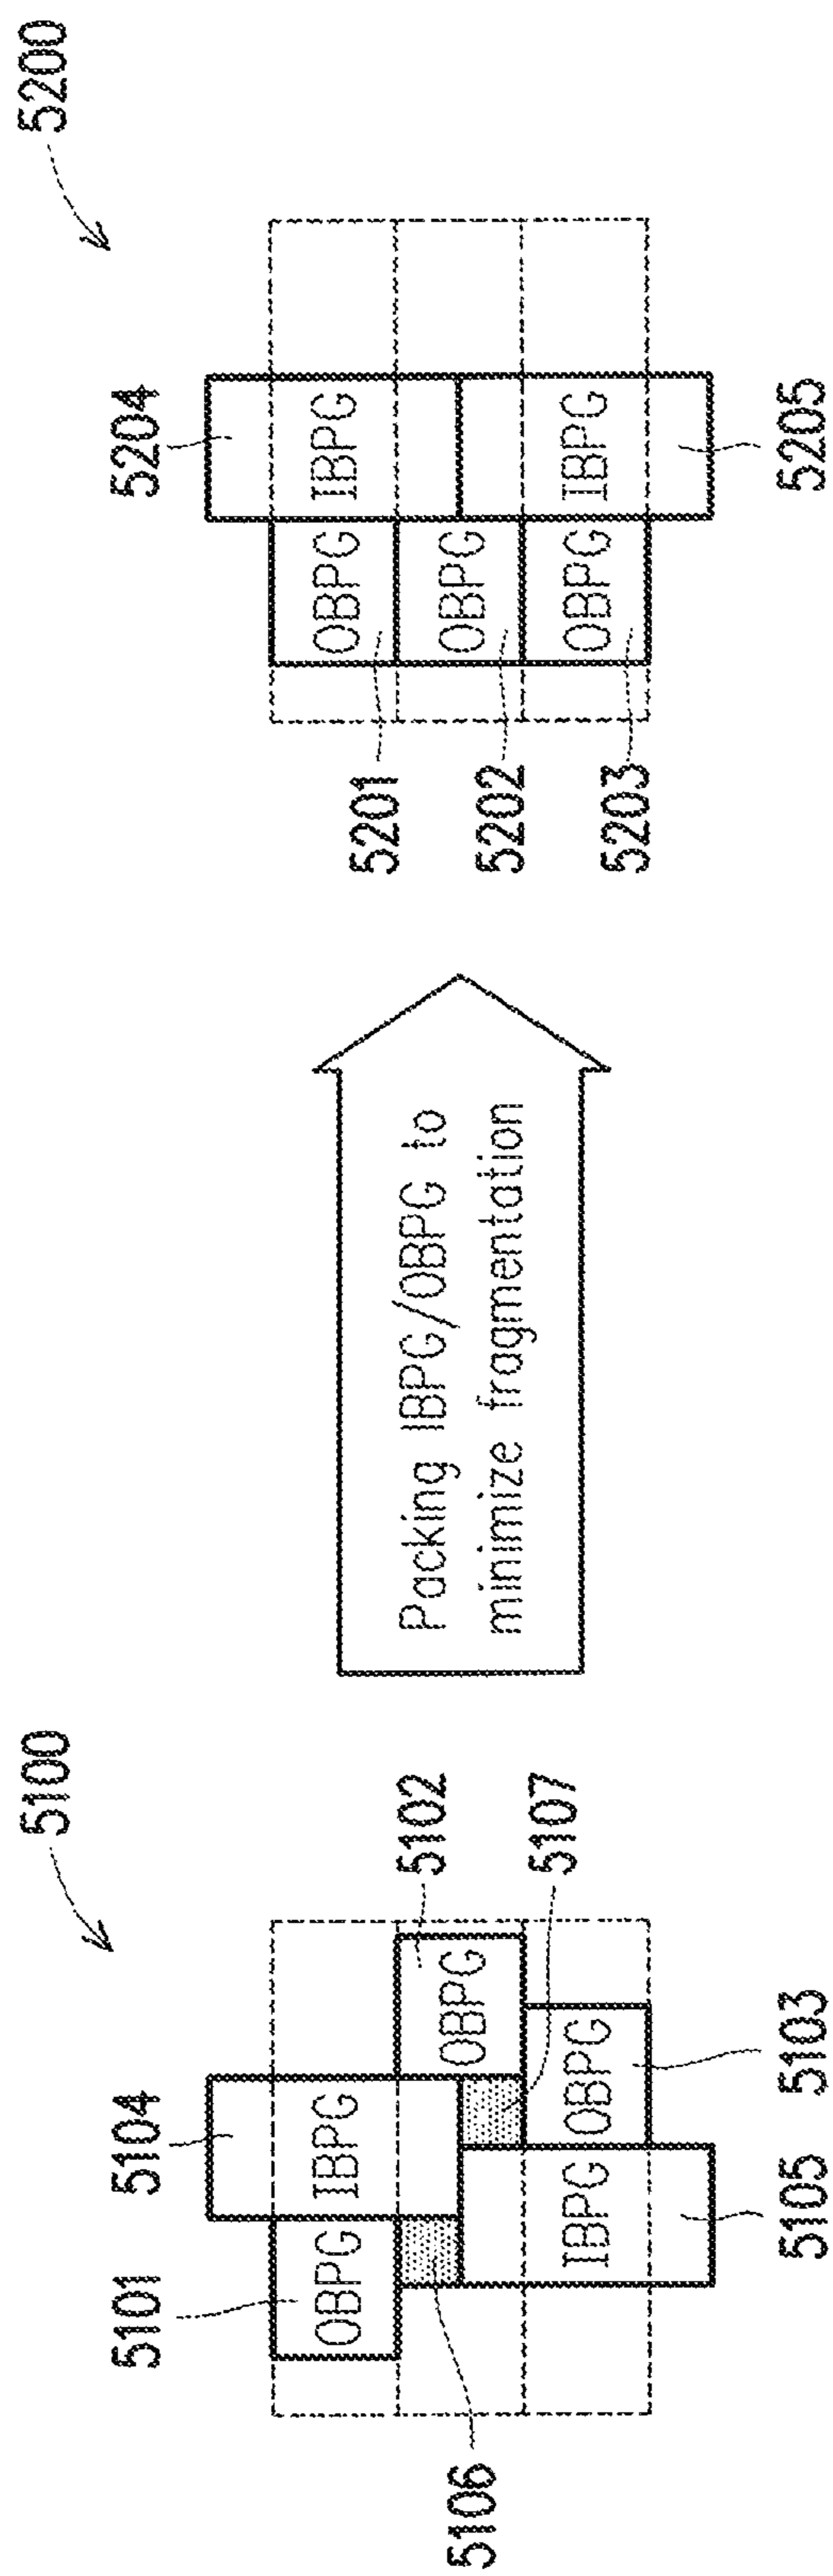 5100
5101
OBPG
5104
IBPG
5102
OBPG
5107
5106
IBPG
5105
OBPG
5103
Packing IBPG/OBPG to
minimize fragmentation
5200
5204
OBPG
IBPG
5201
OBPG
5202
OBPG
IBPG
5203
5205